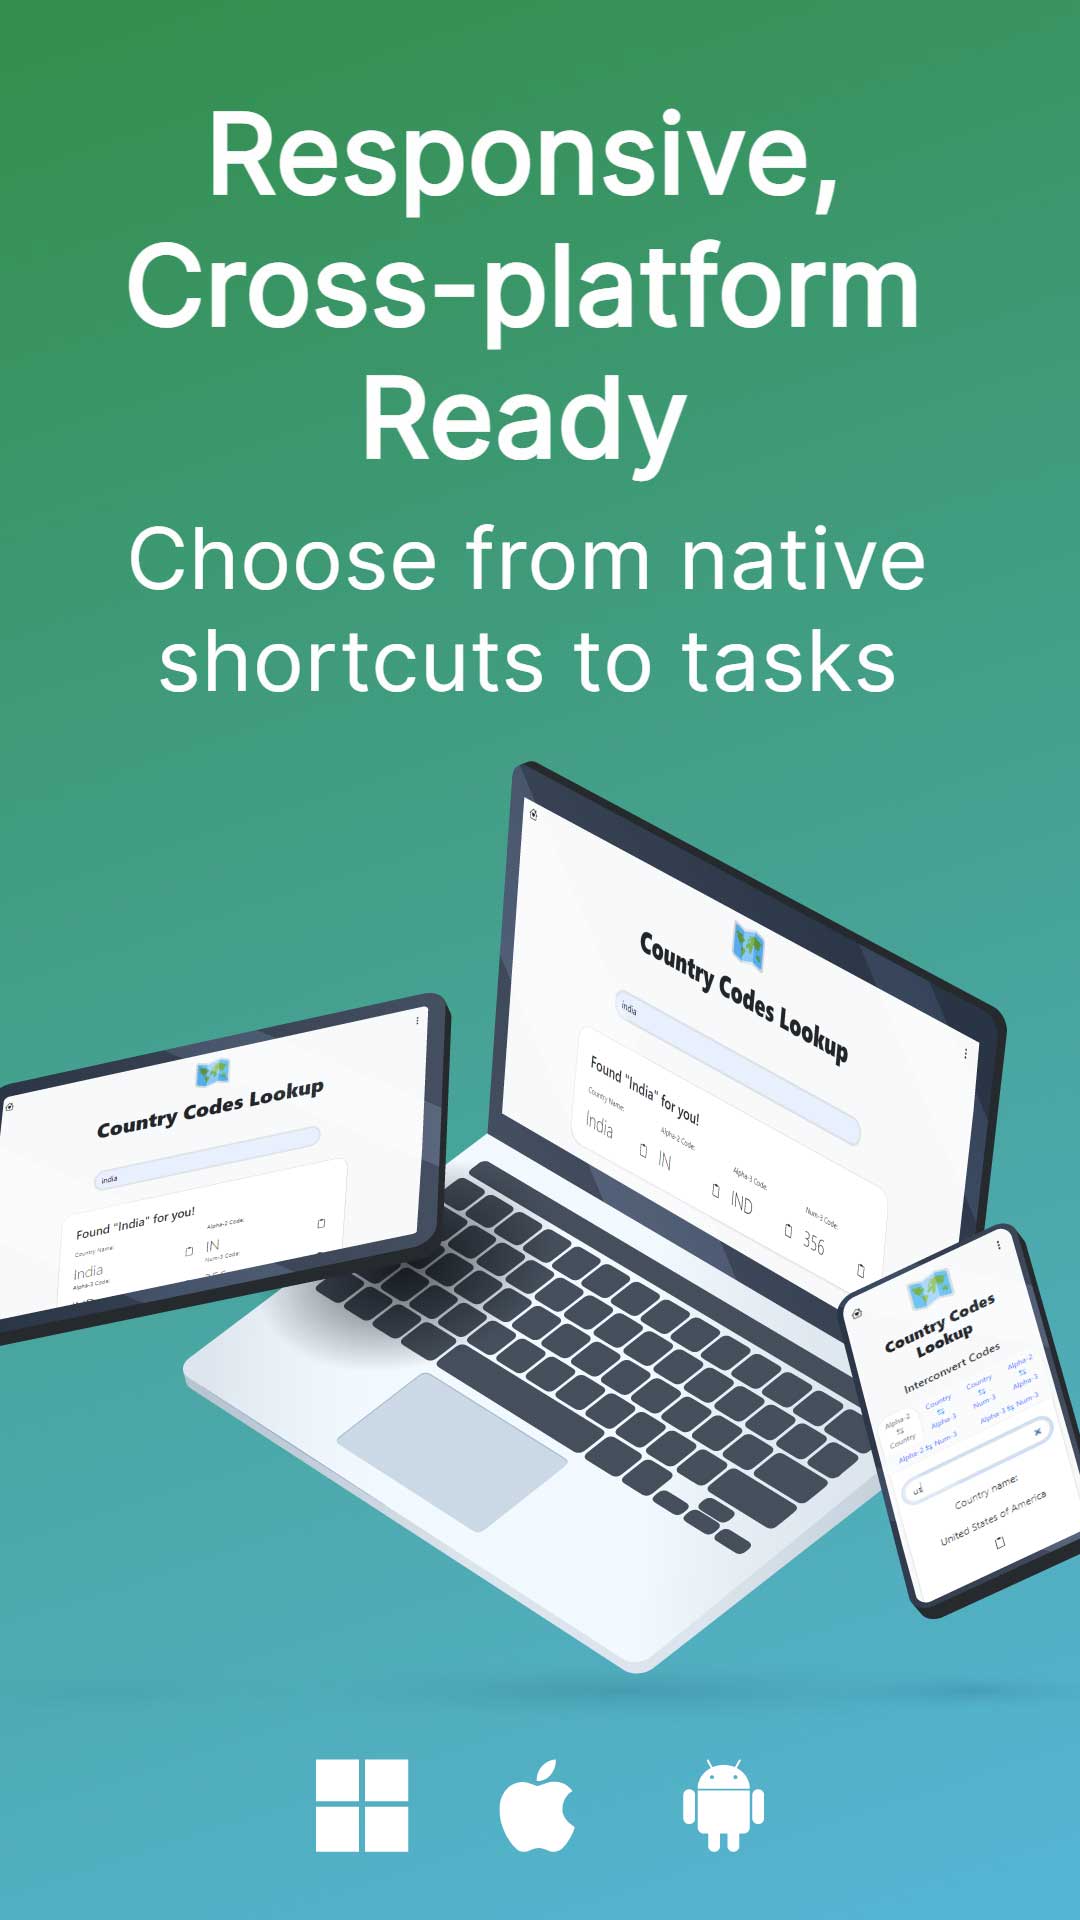 Responsive,
Cross-platform
Ready
Choose from native
shortcuts to tasks
Country Codes Lookup
india
Found "India" for you!
Country Name:
India
Alpha-2 Code:
IN
Alpha-3 Code:
IND
Num-3 Code:
356
Country Codes Lookup
india
Found "India" for you!
Country Name:
India
Alpha-2 Code:
IN
Alpha-3 Code:
Num-3 Code:
Country Codes
Lookup
Interconvert Codes
Alpha-2
⇆
Country
Country
⇆
Alpha-3
Country
⇆
Num-3
Alpha-2
⇆
Alpha-3
Alpha-2 ⇆ Num-3
Alpha-3 ⇆ Num-3
us
Country name:
United States of America